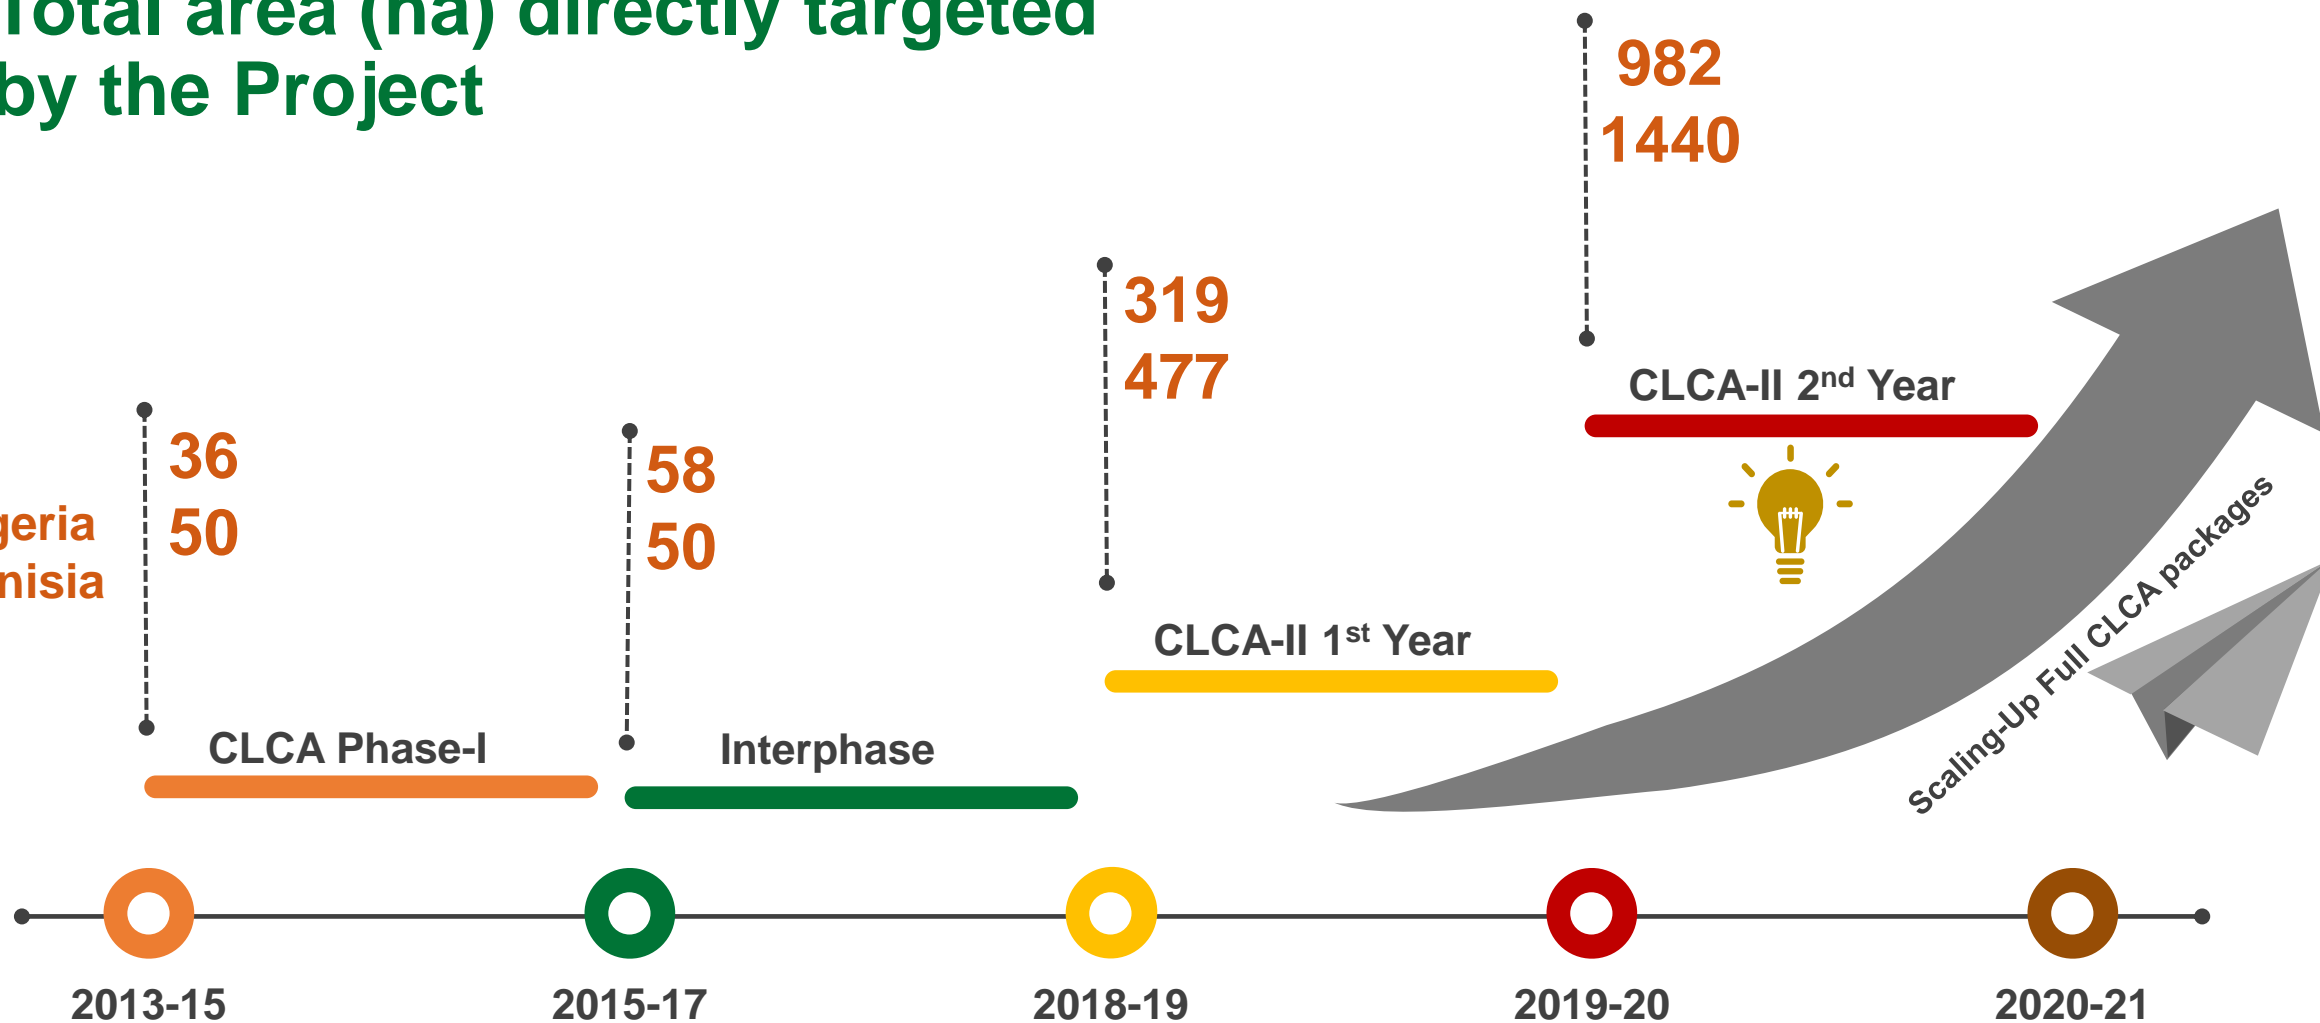 Total area (ha) directly targeted
by the Project
982
1440
319
477
CLCA-II 2nd Year
36
50
58
50
geria
nisia
CLCA-II 1st Year
Scaling-Up Full CLCA packages
CLCA Phase-I
Interphase
2013-15
2015-17
2018-19
2019-20
2020-21